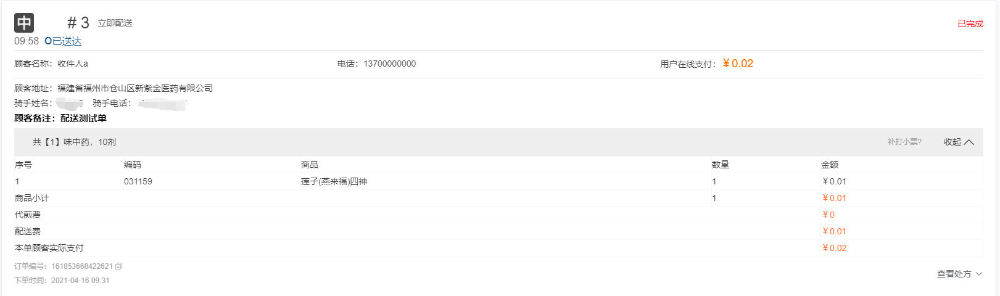 中 # 3 立即配送 已完成
09:58 O已送达
顾客名称：收件人a 电话：13700000000 用户在线支付：¥0.02
顾客地址：福建省福州市仓山区新紫金医药有限公司
骑手姓名： 骑手电话：
顾客备注：配送测试单
共【1】味中药，10剂 补打小票? 收起
序号 编码 商品 数量 金额
1 031159 莲子(燕来福)四神 1 ¥0.01
商品小计 1 ¥0.01
代煎费 ¥0
配送费 ¥0.01
本单顾客实际支付 ¥0.02
订单编号：161853668422621
下单时间：2021-04-16 09:31 查看处方